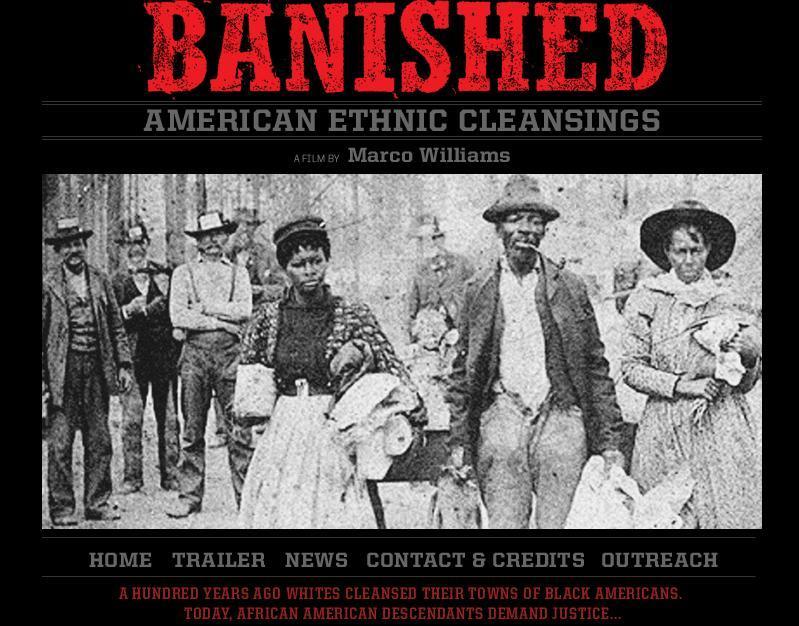 BANISHED
AMERICAN ETHNIC CLEANSINGS
A FILM BY Marco Williams
HOME TRAILER NEWS CONTACT & CREDITS OUTREACH
A HUNDRED YEARS AGO WHITES CLEANSED THEIR TOWNS OF BLACK AMERICANS.
TODAY, AFRICAN AMERICAN DESCENDANTS DEMAND JUSTICE...